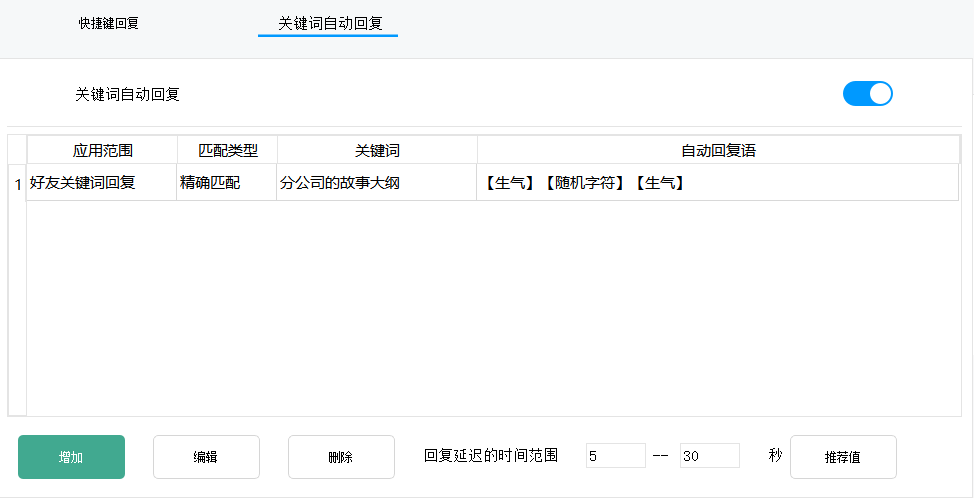 快捷键回复 关键词自动回复
关键词自动回复
应用范围 匹配类型 关键词 自动回复语
1 好友关键词回复 精确匹配 分公司的故事大纲 【生气】【随机字符】【生气】
增加 编辑 删除 回复延迟的时间范围 5 -- 30 秒 推荐值